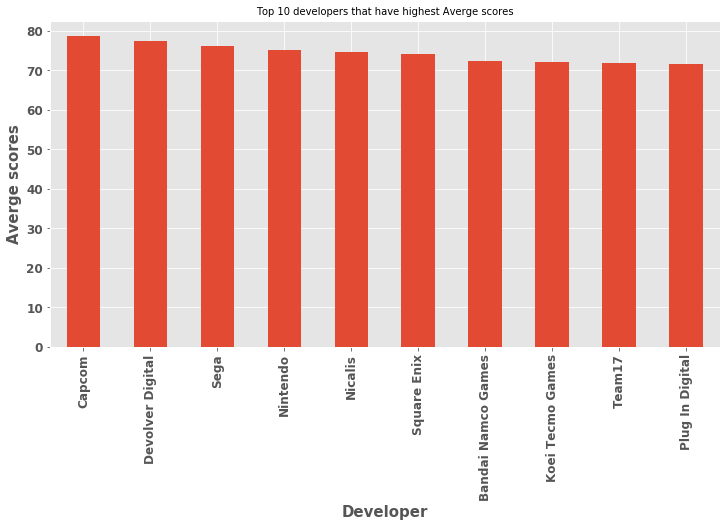 Top 10 developers that have highest Averge scores
Averge scores
80
70
60
50
40
30
20
10
0
Capcom
Devolver Digital
Sega
Nintendo
Nicalis
Square Enix
Bandai Namco Games
Koei Tecmo Games
Team17
Plug In Digital
Developer